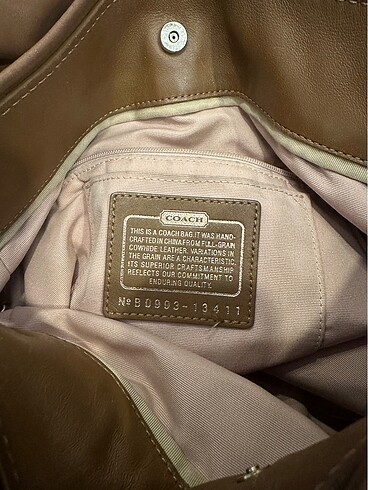 COACH
THIS IS A COACH BAG. IT WAS HAND-
CRAFTED IN CHINA FROM FULL-GRAIN
COWHIDE LEATHER. VARIATIONS IN
THE GRAIN ARE A CHARACTERISTIC.
ITS SUPERIOR CRAFTSMANSHIP
REFLECTS OUR COMMITMENT TO
ENDURING QUALITY.
Nº B0993-13411